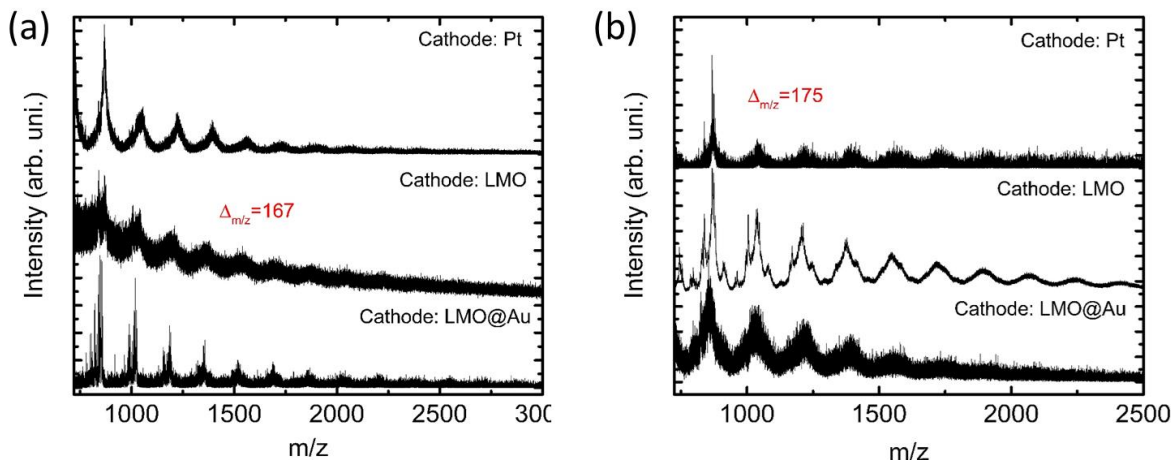 (a)
Cathode: Pt
Cathode: LMO
Δm/z=167
Cathode: LMO@Au
Intensity (arb. uni.)
1000 1500 2000 2500 300
m/z
(b)
Cathode: Pt
Δm/z=175
Cathode: LMO
Cathode: LMO@Au
Intensity (arb. uni.)
1000 1500 2000 2500
m/z